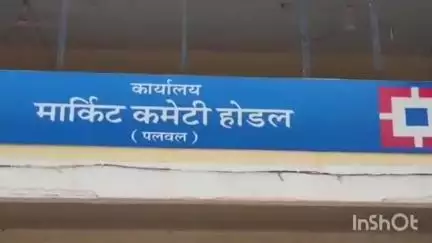 कार्यालय
मार्किट कमेटी होडल
( पलवल )
InShOt